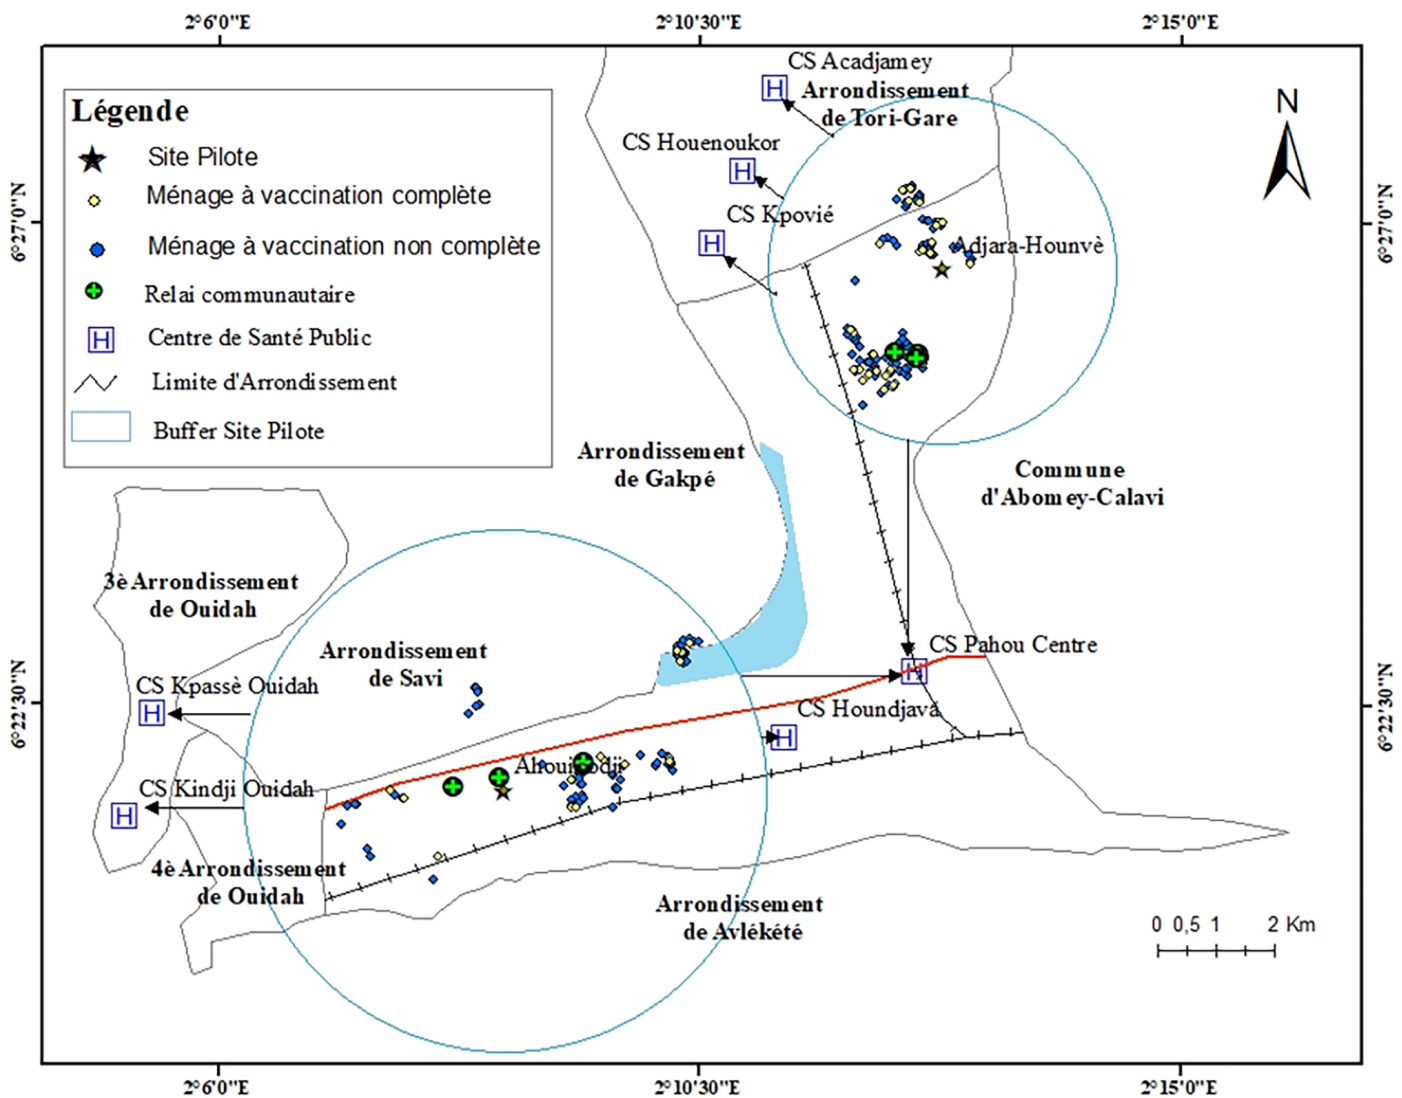 2°6'0"E
2°10'30"E
2°15'0"E
CS Acadjamey
Arrondissement
de Tori-Gare
N
Légende
Site Pilote
Ménage à vaccination complète
Ménage à vaccination non complète
Relai communautaire
Centre de Santé Public
Limite d'Arrondissement
Buffer Site Pilote
CS Houenoukor
CS Kpovié
6°27'0"N
6°27'0"N
Adjara-Hounvè
Arrondissement
de Gakpé
Commune
d'Abomey-Calavi
3è Arrondissement
de Ouidah
Arrondissement
de Savi
CS Pahou Centre
CS Kpassè Ouidah
6°22'30"N
6°22'30"N
CS Houndjava
CS Kindji Ouidah
4è Arrondissement
de Ouidah
Arrondissement
de Avlékété
0 0,5 1 2 Km
2°6'0"E
2°10'30"E
2°15'0"E